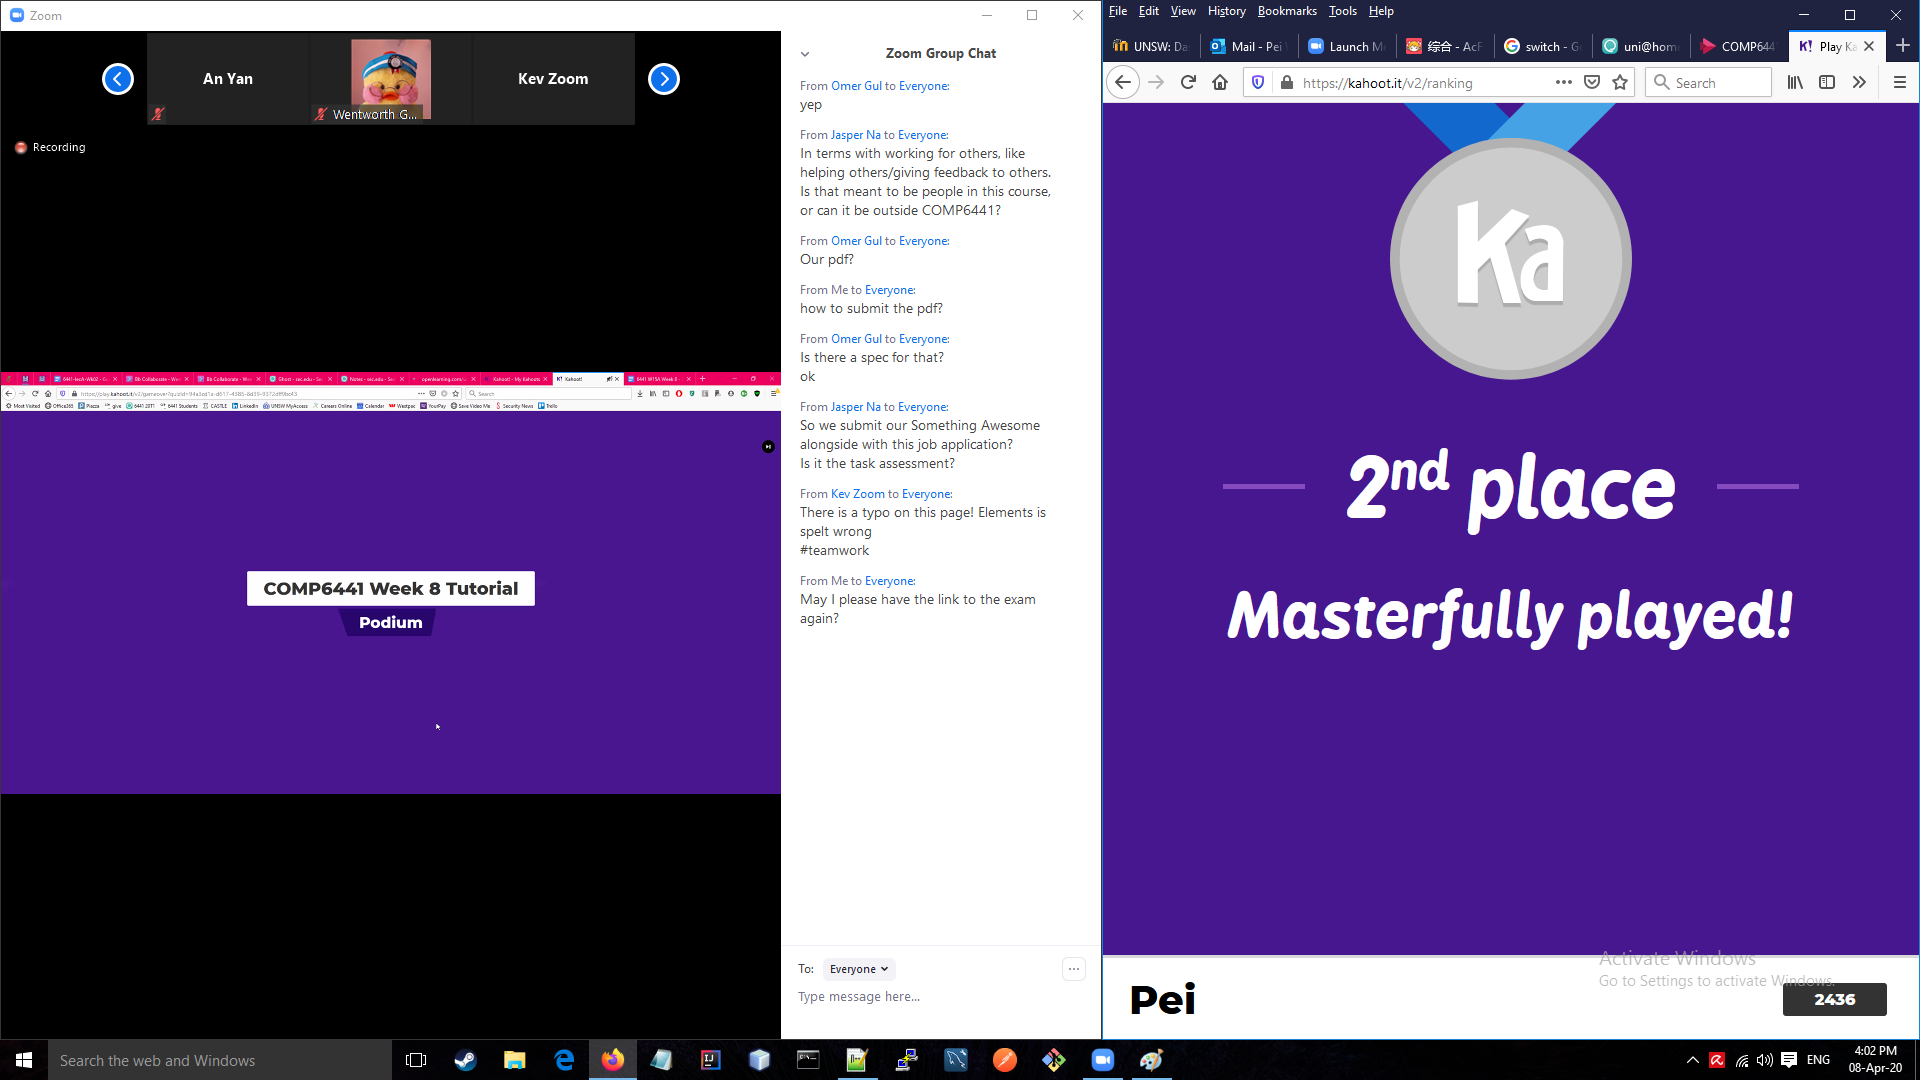 Zoom
An Yan
Wentworth G...
Kev Zoom
Recording
COMP6441 Week 8 Tutorial
Podium
Zoom Group Chat
From Omer Gul to Everyone:
yep
From Jasper Na to Everyone:
In terms with working for others, like
helping others/giving feedback to others.
Is that meant to be people in this course,
or can it be outside COMP6441?
From Omer Gul to Everyone:
Our pdf?
From Me to Everyone:
how to submit the pdf?
From Omer Gul to Everyone:
Is there a spec for that?
ok
From Jasper Na to Everyone:
So we submit our Something Awesome
alongside with this job application?
Is it the task assessment?
From Kev Zoom to Everyone:
There is a typo on this page! Elements is
spelt wrong
#teamwork
From Me to Everyone:
May I please have the link to the exam
again?
To: Everyone
Type message here...
File Edit View History Bookmarks Tools Help
UNSW: Da
Mail - Pei
Launch M
综合 - AcF
switch - G
uni@hom
COMP644
K! Play Ka
https://kahoot.it/v2/ranking
Search
Ka
2nd place
Masterfully played!
Activate Windows
Go to Settings to activate Windows.
Pei
2436
Search the web and Windows
ENG
4:02 PM
08-Apr-20